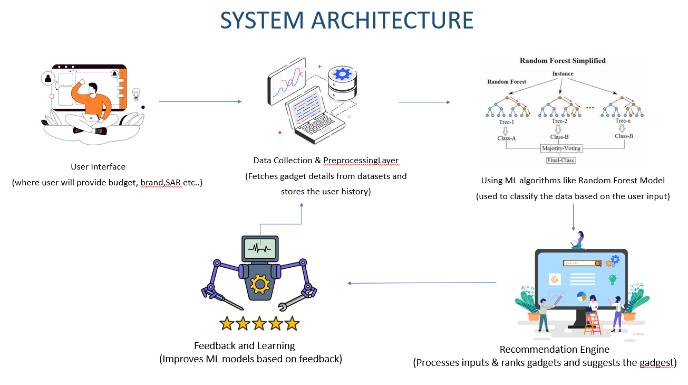 SYSTEM ARCHITECTURE
User Interface
(where user will provide budget, brand,SAR etc..)
Data Collection & PreprocessingLayer
(Fetches gadget details from datasets and
stores the user history)
Random Forest Simplified
Instance
Random Forest
Tree-1
Tree-2
...
Tree-n
Class-A
Class-B
Class-B
Majority-Voting
Final-Class
Using ML algorithms like Random Forest Model
(used to classify the data based on the user input)
Feedback and Learning
(Improves ML models based on feedback)
Recommendation Engine
(Processes inputs & ranks gadgets and suggests the gadgest)